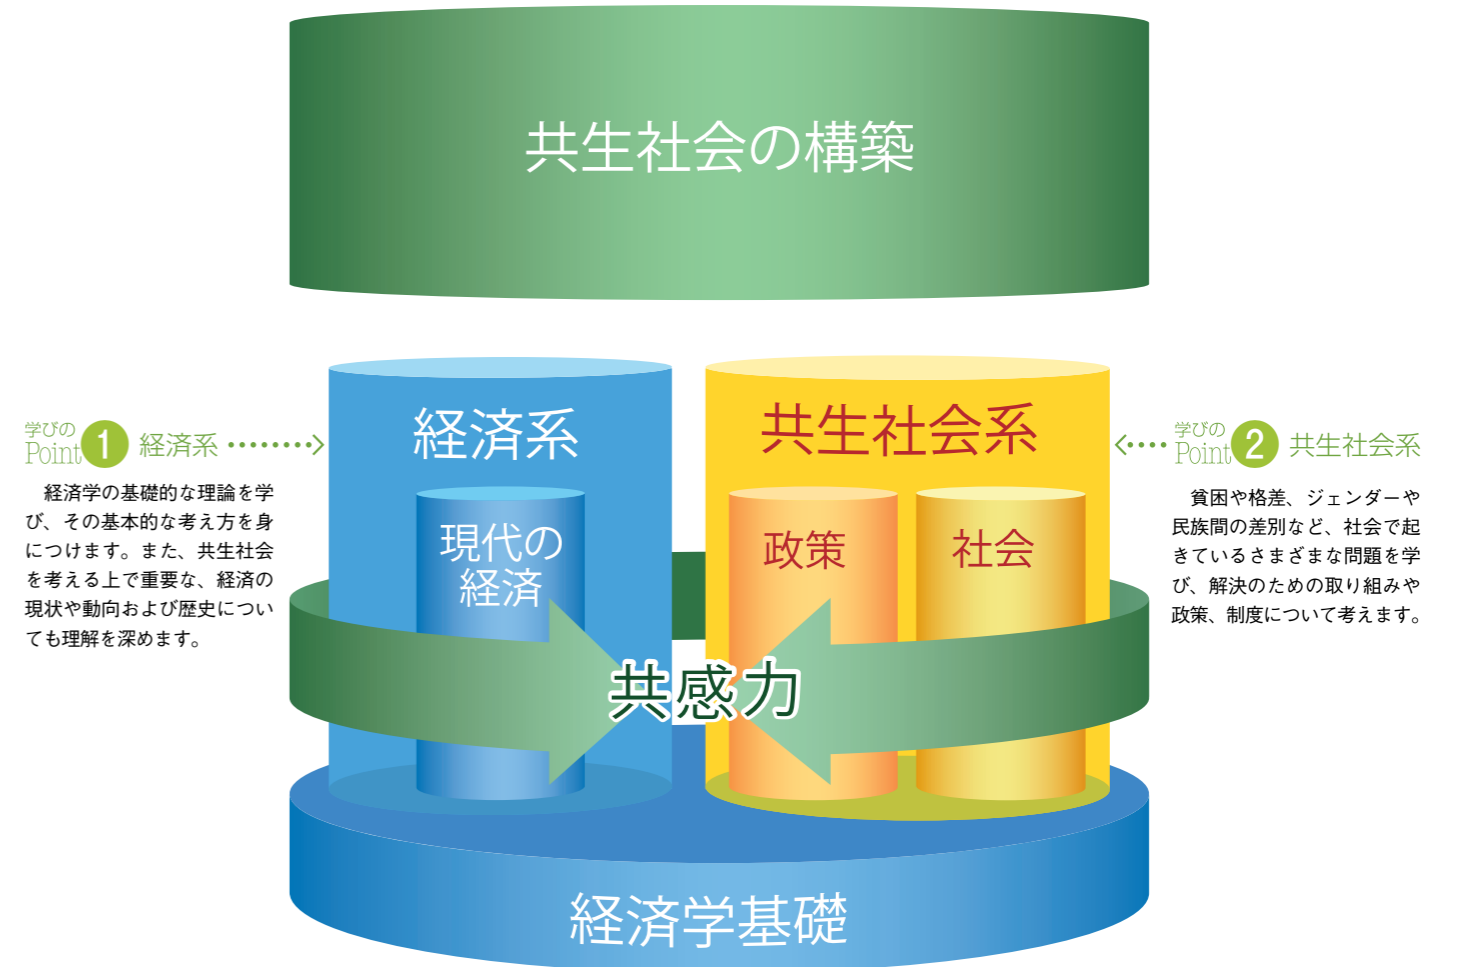 共生社会の構築
経済系
現代の
経済
共生社会系
政策
社会
共感力
経済学基礎
学びの
Point 1 経済系
経済学の基礎的な理論を学
び、その基本的な考え方を身
につけます。また、共生社会
を考える上で重要な、経済の
現状や動向および歴史につい
ても理解を深めます。
学びの
Point 2 共生社会系
貧困や格差、ジェンダーや
民族間の差別など、社会で起
きているさまざまな問題を学
び、解決のための取り組みや
政策、制度について考えます。